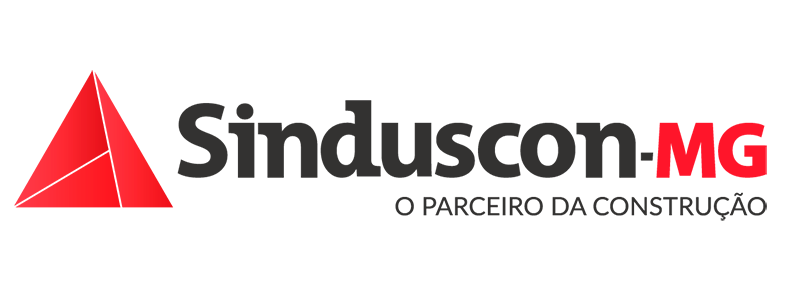 Sinduscon-MG
O PARCEIRO DA CONSTRUÇÃO